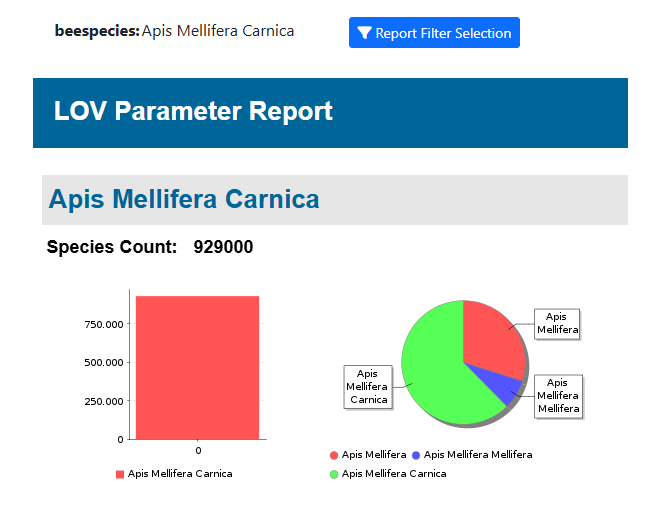 beespecies: Apis Mellifera Carnica
Report Filter Selection
LOV Parameter Report
Apis Mellifera Carnica
Species Count: 929000
750.000
500.000
250.000
0
0
Apis Mellifera Carnica
Apis
Mellifera
Apis
Mellifera
Carnica
Apis
Mellifera
Mellifera
Apis Mellifera Apis Mellifera Mellifera
Apis Mellifera Carnica